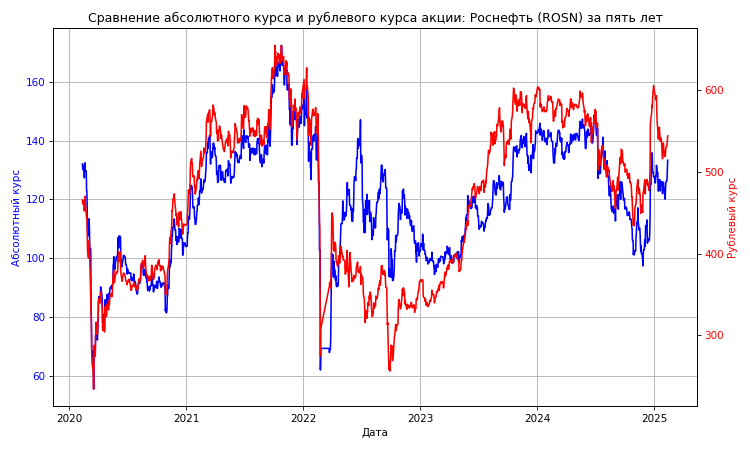 Сравнение абсолютного курса и рублевого курса акции: Роснефть (ROSN) за пять лет
160
140
120
100
80
60
Абсолютный курс
600
500
400
300
Рублевый курс
2020 2021 2022 2023 2024 2025
Дата